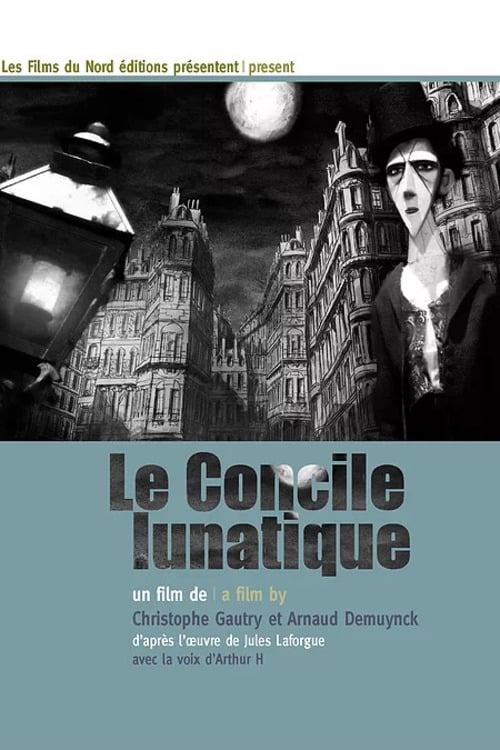 Les Films du Nord éditions présentent | present
Le Concile
lunatique
un film de | a film by
Christophe Gautry et Arnaud Demuynck
d'après l'œuvre de Jules Laforgue
avec la voix d'Arthur H